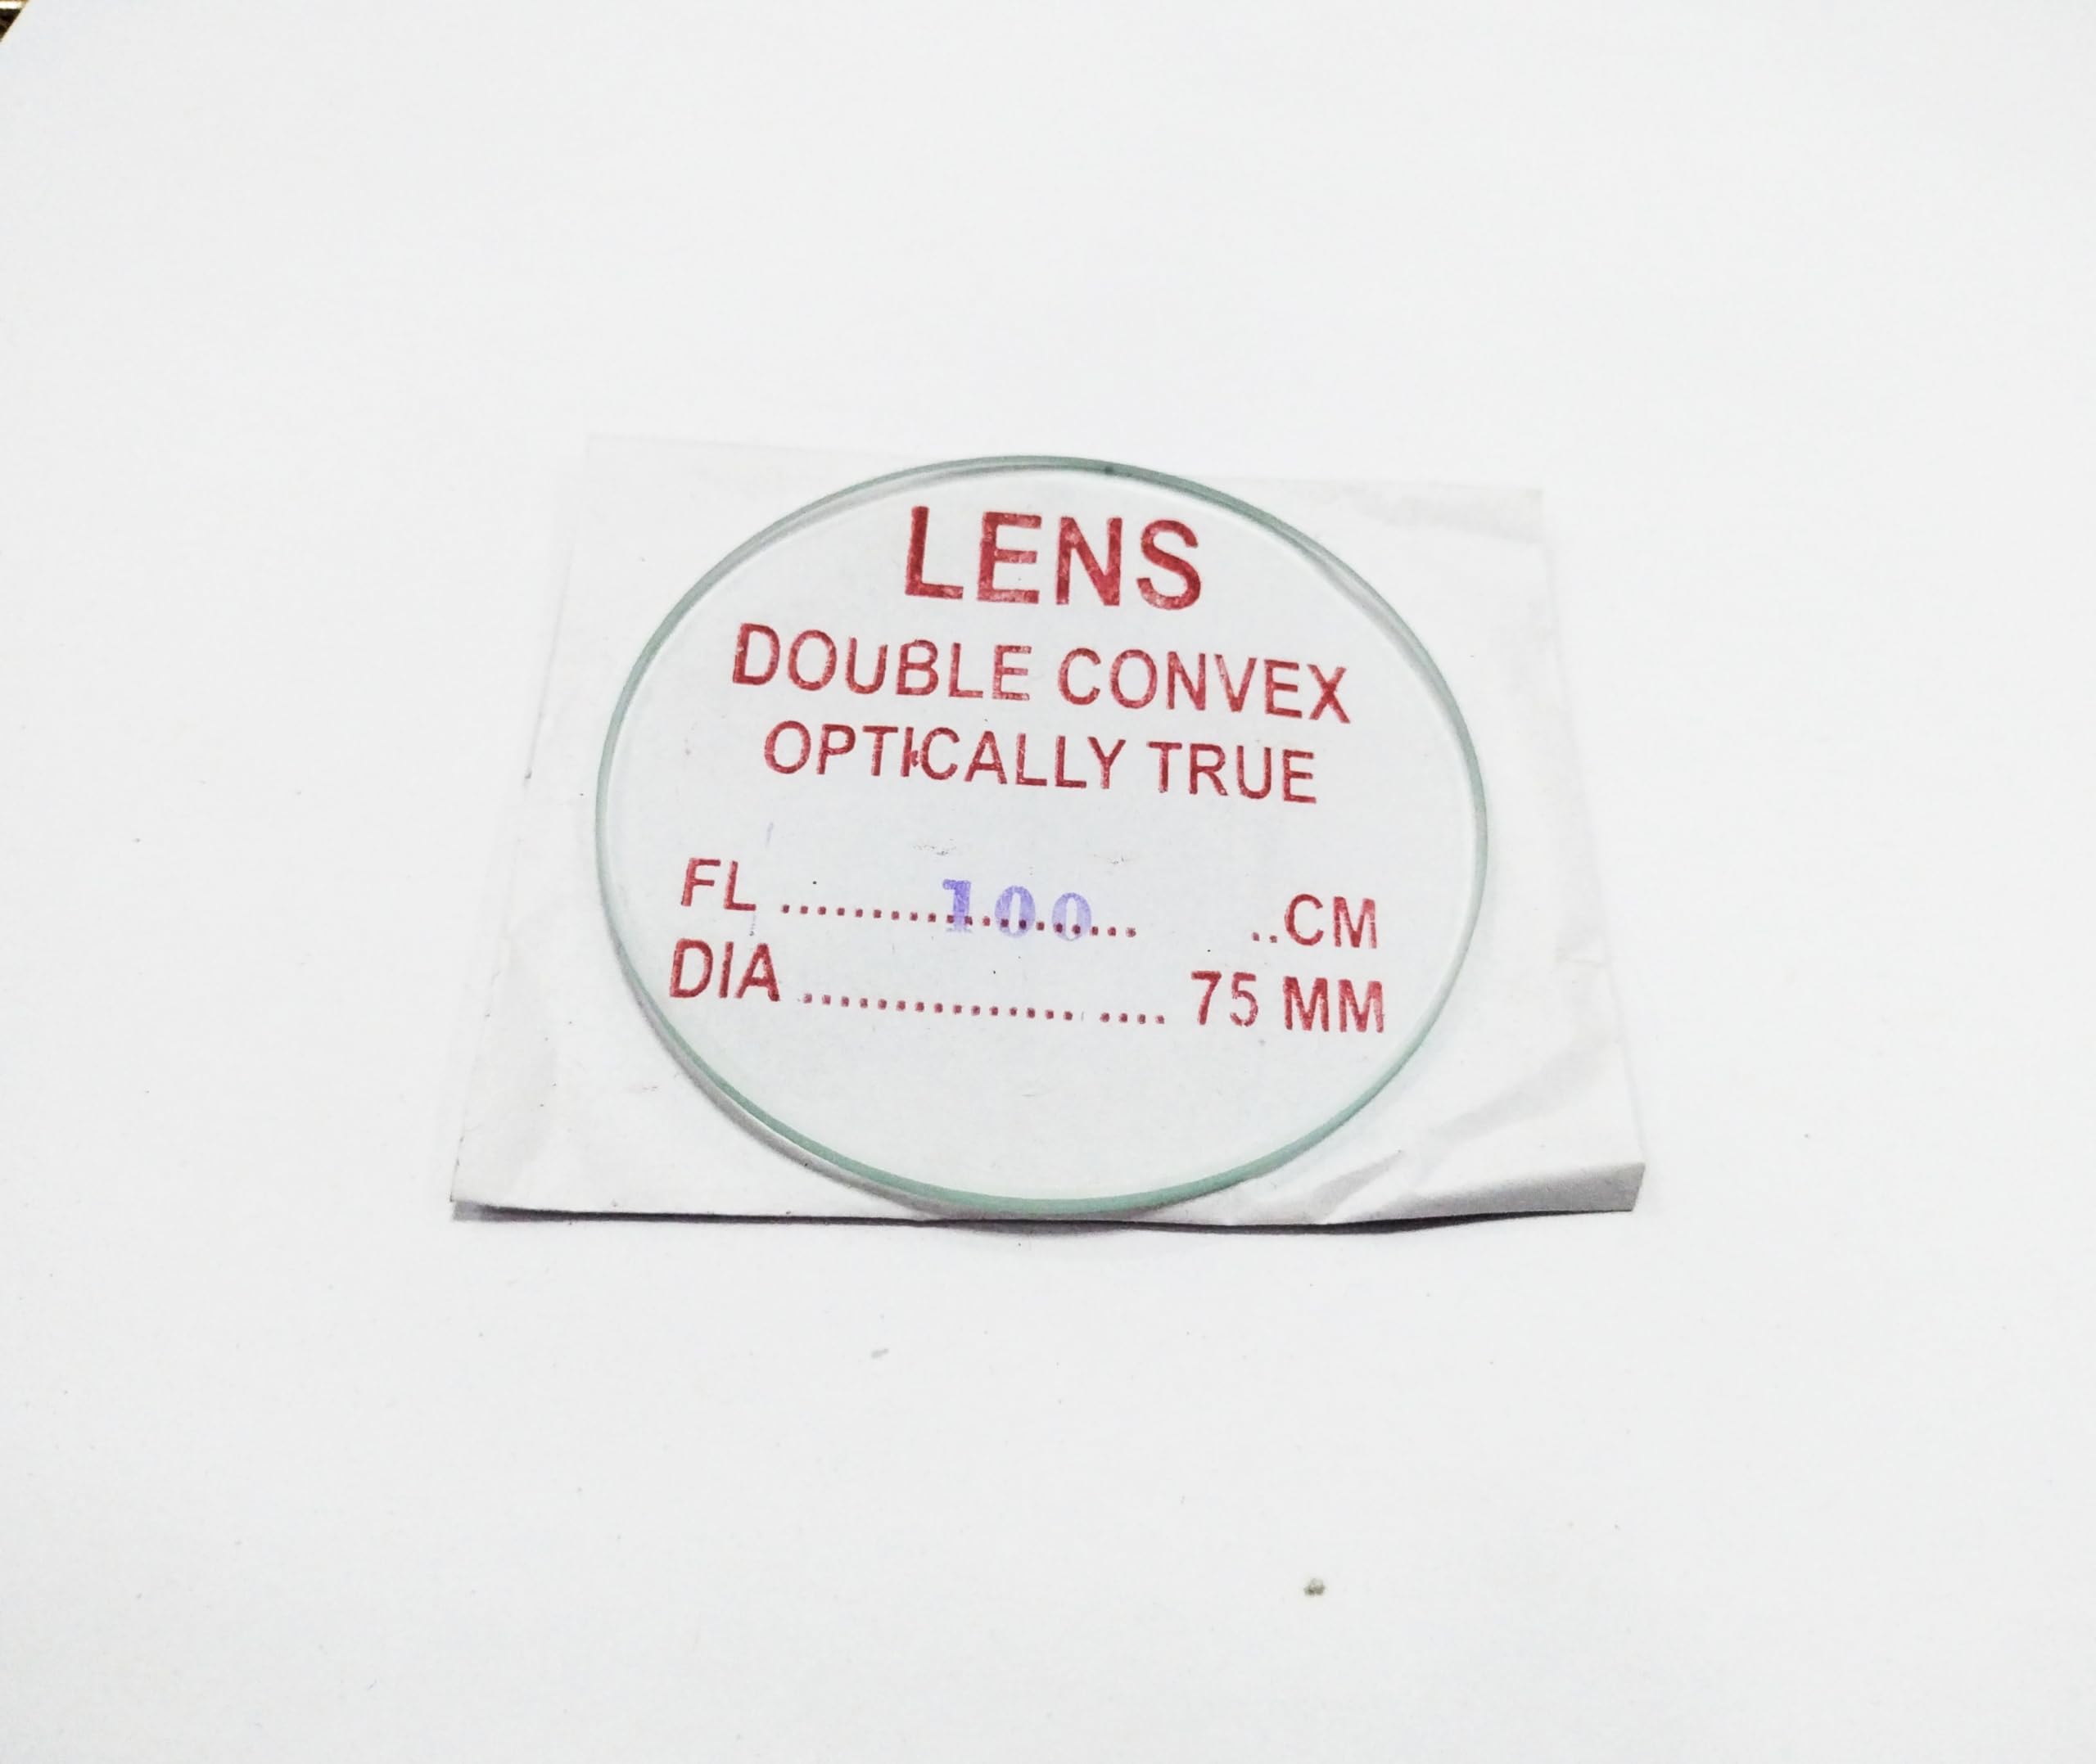 LENS
DOUBLE CONVEX
OPTICALLY TRUE
FL ...................100..... ..CM
DIA ..................... 75 MM